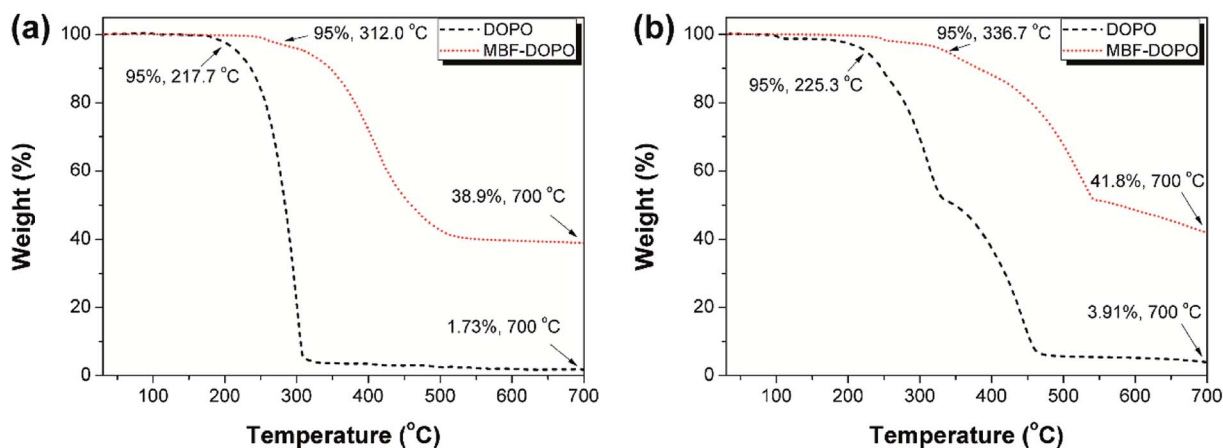 (a)
DOPO
MBF-DOPO
95%, 312.0 °C
95%, 217.7 °C
38.9%, 700 °C
1.73%, 700 °C
Weight (%)
100
80
60
40
20
0
100 200 300 400 500 600 700
Temperature (°C)
(b)
DOPO
MBF-DOPO
95%, 336.7 °C
95%, 225.3 °C
41.8%, 700 °C
3.91%, 700 °C
Weight (%)
100
80
60
40
20
0
100 200 300 400 500 600 700
Temperature (°C)